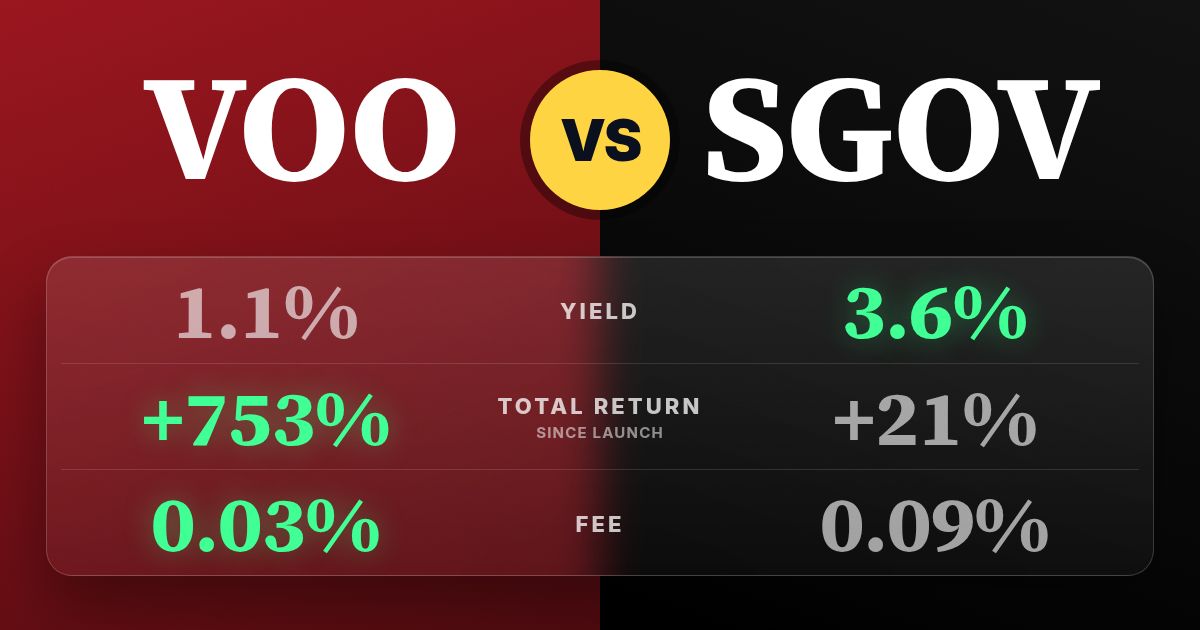 VOO VS SGOV
1.1% YIELD 3.6%
+753% TOTAL RETURN +21%
SINCE LAUNCH
0.03% FEE 0.09%